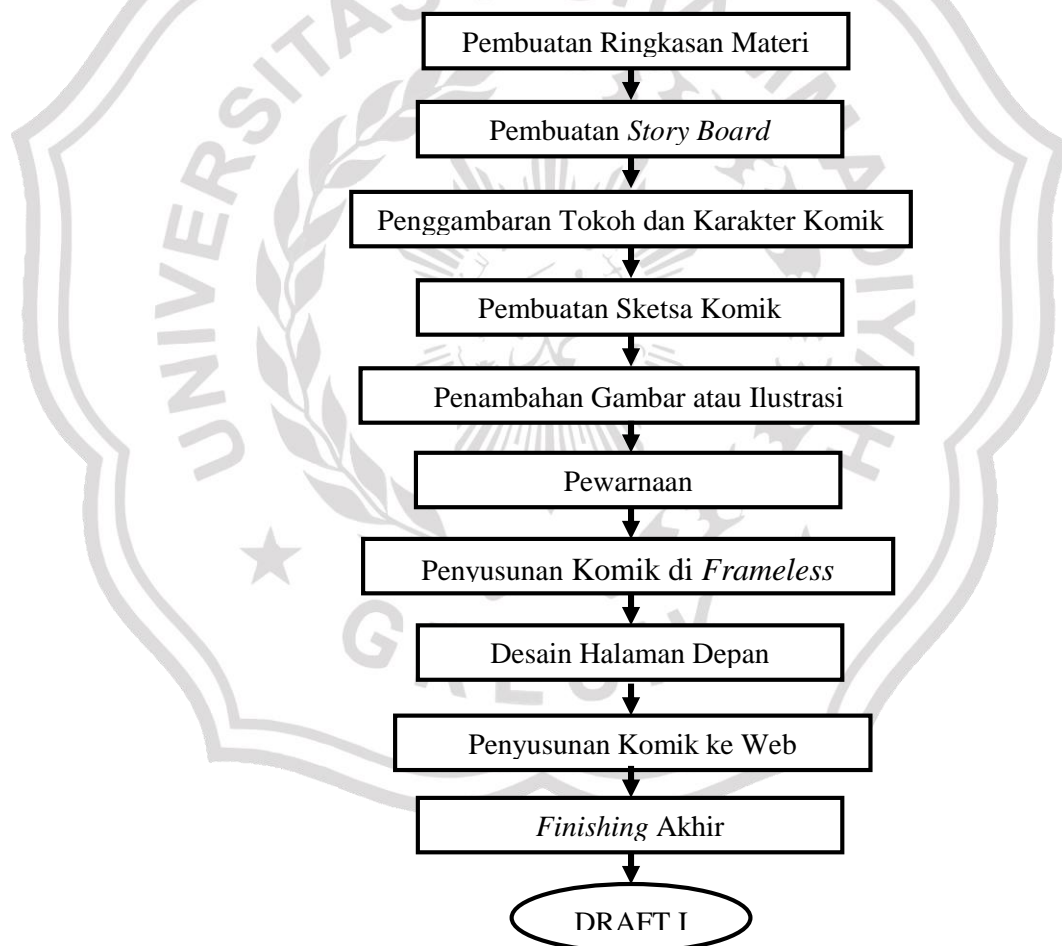 Pembuatan Ringkasan Materi
Pembuatan Story Board
Penggambaran Tokoh dan Karakter Komik
Pembuatan Sketsa Komik
Penambahan Gambar atau Ilustrasi
Pewarnaan
Penyusunan Komik di Frameless
Desain Halaman Depan
Penyusunan Komik ke Web
Finishing Akhir
DRAFT I